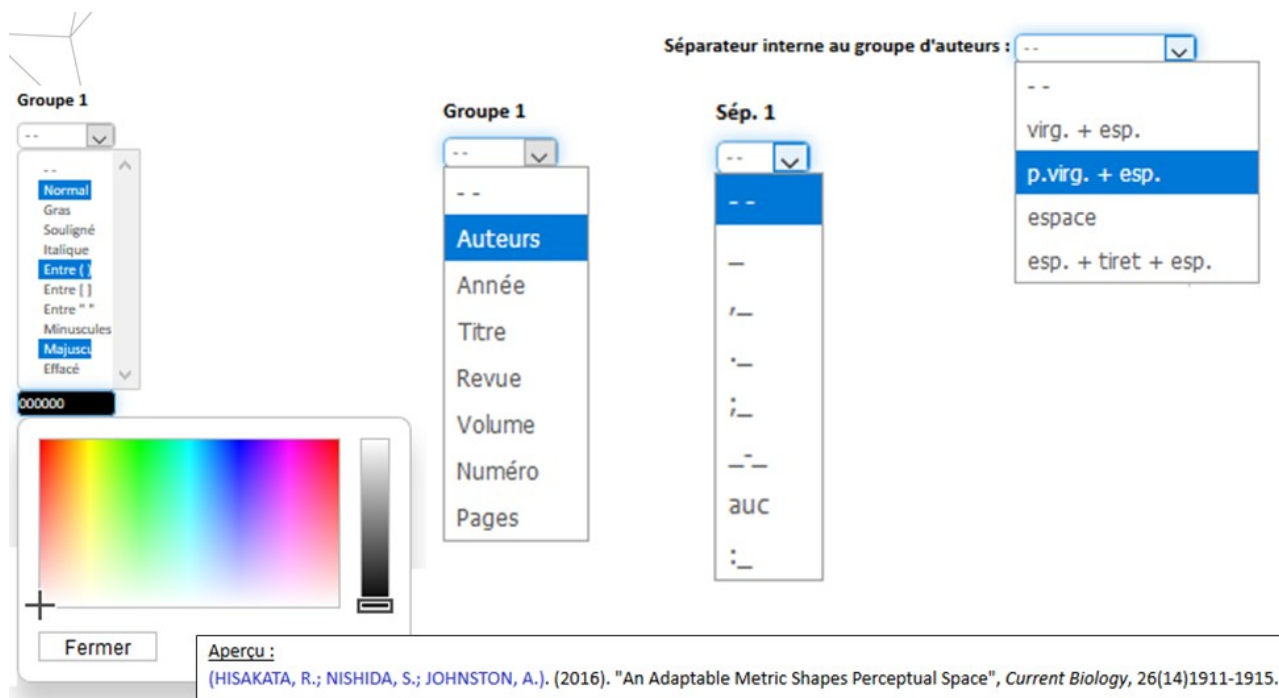 Groupe 1
--
--
Normal
Gras
Souligné
Italique
Entre ( )
Entre [ ]
Entre " "
Minuscules
Majuscu
Effacé
000000
Fermer
Groupe 1
--
- -
Auteurs
Année
Titre
Revue
Volume
Numéro
Pages
Sép. 1
--
- -
_
,_
._
;_
_-_
auc
:_
Séparateur interne au groupe d'auteurs : --
- -
virg. + esp.
p.virg. + esp.
espace
esp. + tiret + esp.
Aperçu :
(HISAKATA, R.; NISHIDA, S.; JOHNSTON, A.). (2016). "An Adaptable Metric Shapes Perceptual Space", Current Biology, 26(14)1911-1915.